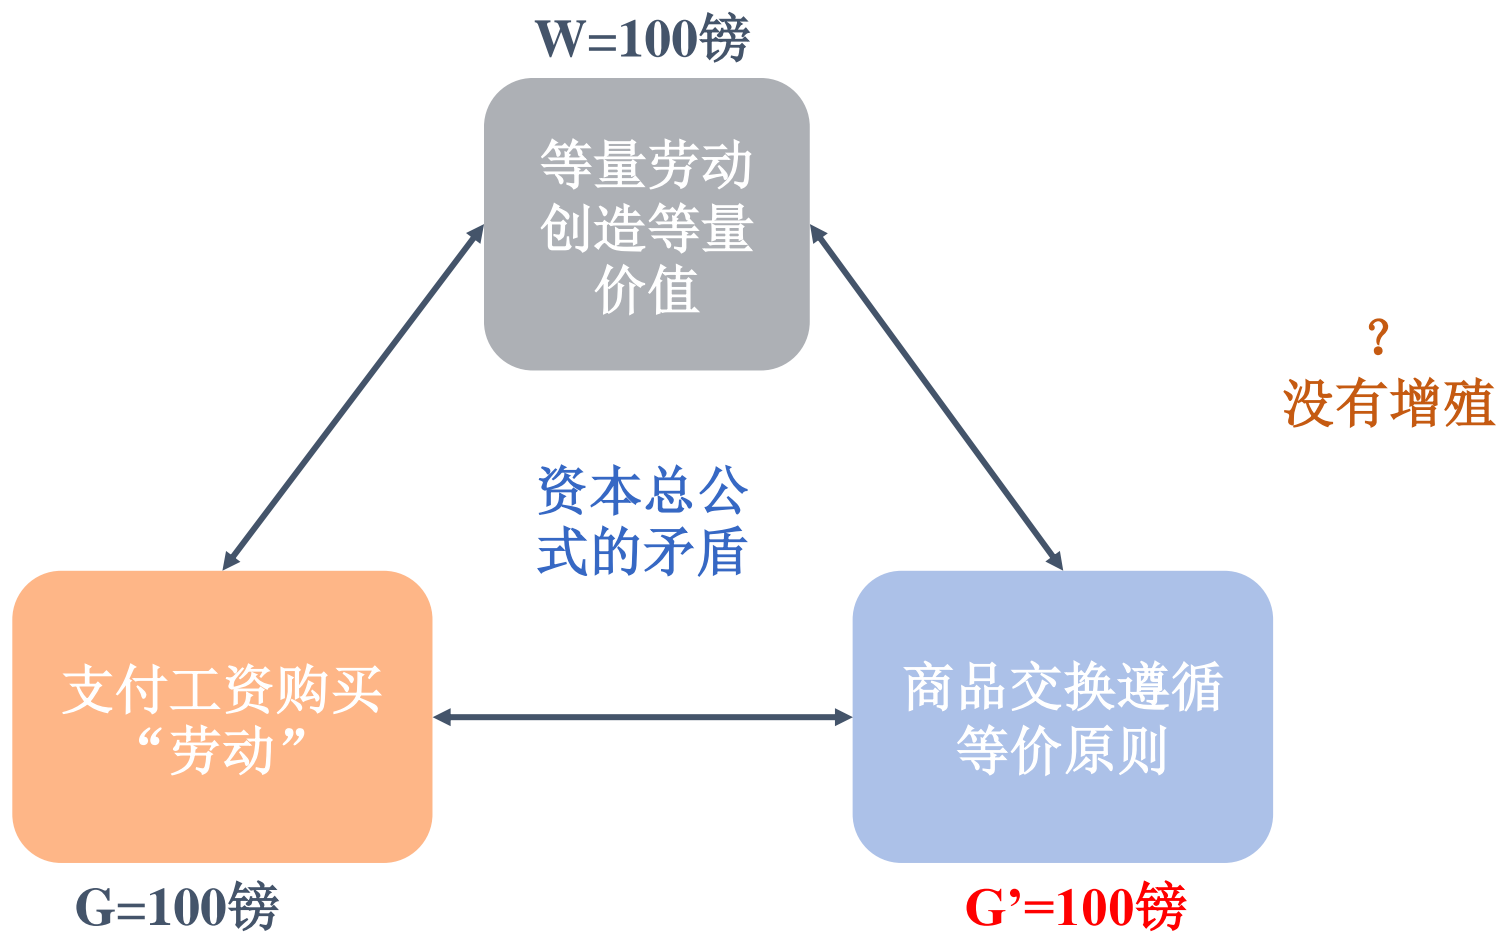 W=100镑
等量劳动
创造等量
价值
?
没有增殖
资本总公
式的矛盾
支付工资购买
“劳动”
商品交换遵循
等价原则
G=100镑
G’=100镑